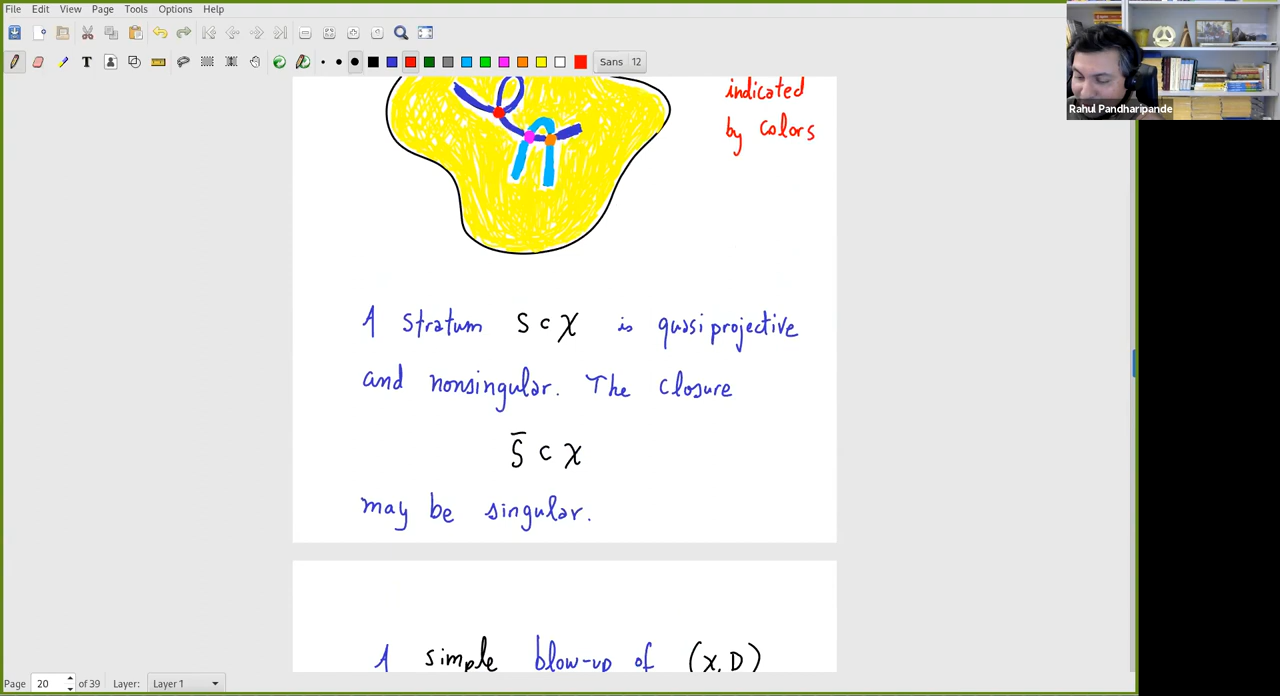 File Edit View Page Tools Options Help
Sans 12
Rahul Pandharipande
indicated
by colors
A stratum S ⊂ X is quasiprojective
and nonsingular. The closure
S̄ ⊂ X
may be singular.
A simple blow-up of (X, D)
Page 20 of 39 Layer: Layer 1